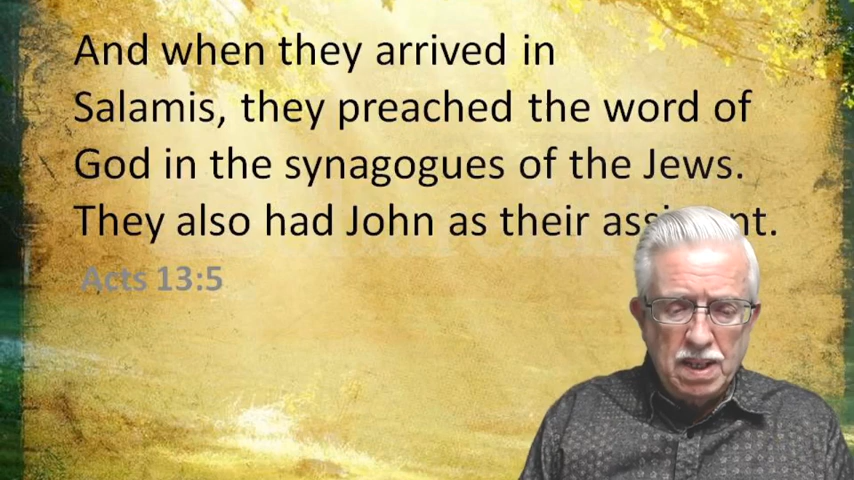 And when they arrived in
Salamis, they preached the word of
God in the synagogues of the Jews.
They also had John as their assistant.
Acts 13:5